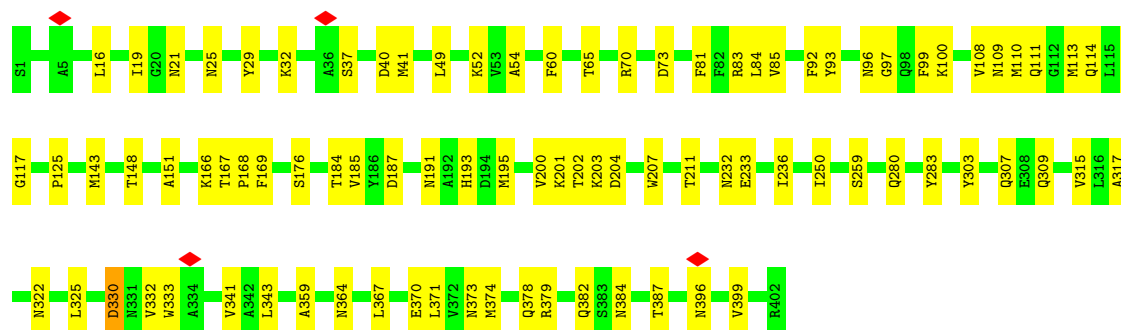 S1 A5 L16 I19 G20 N21 N25 Y29 K32 A36 S37 D40 M41 L49 K52 V53 A54 F60 T65 R70 D73 F81 F82 R83 L84 V85 F92 Y93 N96 G97 Q98 F99 K100 V108 N109 M110 Q111 G112 M113 Q114 L115
G117 P125 M143 T148 A151 K166 T167 P168 F169 S176 T184 V185 Y186 D187 N191 A192 H193 D194 M195 V200 K201 T202 K203 D204 W207 T211 N232 E233 I236 I250 S259 Q280 Y283 Y303 Q307 E308 Q309 V315 L316 A317
N322 L325 D330 N331 V332 W333 A334 V341 A342 L343 A359 N364 L367 E370 L371 V372 N373 M374 Q378 R379 Q382 S383 N384 T387 N396 V399 R402